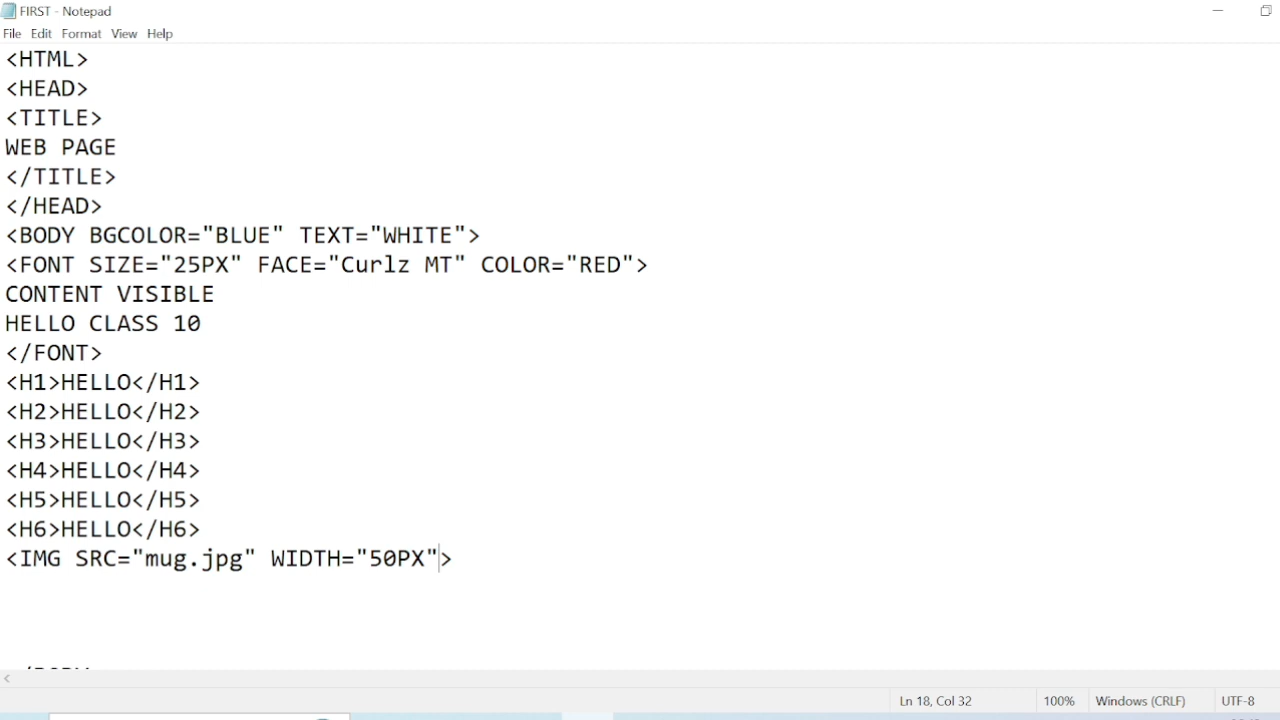 FIRST - Notepad
File Edit Format View Help
<HTML>
<HEAD>
<TITLE>
WEB PAGE
</TITLE>
</HEAD>
<BODY BGCOLOR="BLUE" TEXT="WHITE">
<FONT SIZE="25PX" FACE="Curlz MT" COLOR="RED">
CONTENT VISIBLE
HELLO CLASS 10
</FONT>
<H1>HELLO</H1>
<H2>HELLO</H2>
<H3>HELLO</H3>
<H4>HELLO</H4>
<H5>HELLO</H5>
<H6>HELLO</H6>
<IMG SRC="mug.jpg" WIDTH="50PX">
Ln 18, Col 32 100% Windows (CRLF) UTF-8